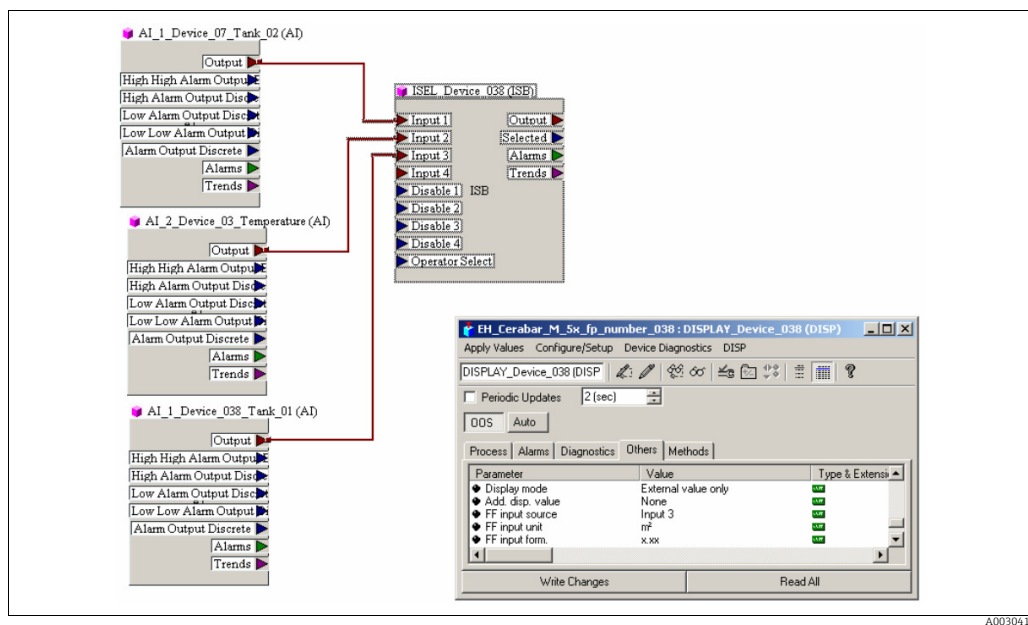 AI_1_Device_07_Tank_02 (AI)
Output
High High Alarm Outpu
High Alarm Output Disc
Low Alarm Output Disc
Low Low Alarm Output
Alarm Output Discrete
Alarms
Trends
AI_2_Device_03_Temperature (AI)
Output
High High Alarm Outpu
High Alarm Output Disc
Low Alarm Output Disc
Low Low Alarm Output
Alarm Output Discrete
Alarms
Trends
AI_1_Device_038_Tank_01 (AI)
Output
High High Alarm Outpu
High Alarm Output Disc
Low Alarm Output Disc
Low Low Alarm Output
Alarm Output Discrete
Alarms
Trends
ISEL_Device_038 (ISB)
Input 1 Output
Input 2 Selected
Input 3 Alarms
Input 4 Trends
Disable 1 ISB
Disable 2
Disable 3
Disable 4
Operator Select
EH_Cerabar_M_5x_fp_number_038 : DISPLAY_Device_038 (DISP)
Apply Values Configure/Setup Device Diagnostics DISP
DISPLAY_Device_038 (DISP
Periodic Updates 2 (sec)
OOS Auto
Process Alarms Diagnostics Others Methods
Parameter Value Type & Extensi
Display mode External value only
Add. disp. value None
FF input source Input 3
FF input unit m²
FF input form. x.xx
Write Changes Read All
A003041